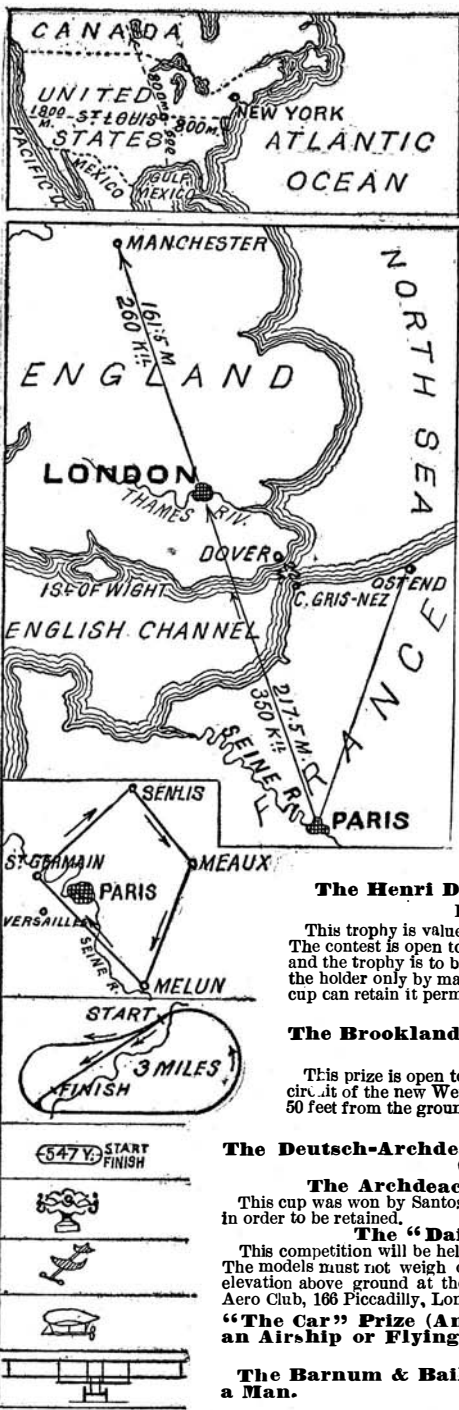 CANADA
UNITED
STATES
1800 M.
ST. LOUIS
800 M.
800 M.
900
NEW YORK
ATLANTIC
OCEAN
PACIFIC O.
MEXICO
GULF
MEXICO
MANCHESTER
161.5 M
260 KIL
ENGLAND
NORTH SEA
LONDON
THAMES RIV.
DOVER
OSTEND
ISL. OF WIGHT
C. GRIS-NEZ
ENGLISH CHANNEL
217.5 M.
350 KIL
SEINE R.
FRANCE
PARIS
SENLIS
ST. GERMAIN
MEAUX
PARIS
VERSAILLES
SEINE R.
MELUN
The Henri D
This trophy is value
The contest is open to
and the trophy is to b
the holder only by ma
cup can retain it perm
START
3 MILES
FINISH
The Brookland
This prize is open to
circuit of the new We
50 feet from the groun
547 Y.
START
FINISH
The Deutsch-Archde
The Archdeac
This cup was won by Santos
in order to be retained.
The "Dai
This competition will be hel
The models must not weigh
elevation above ground at the
Aero Club, 166 Piccadilly, Lon
"The Car" Prize (An
an Airship or Flying
The Barnum & Bail
a Man.